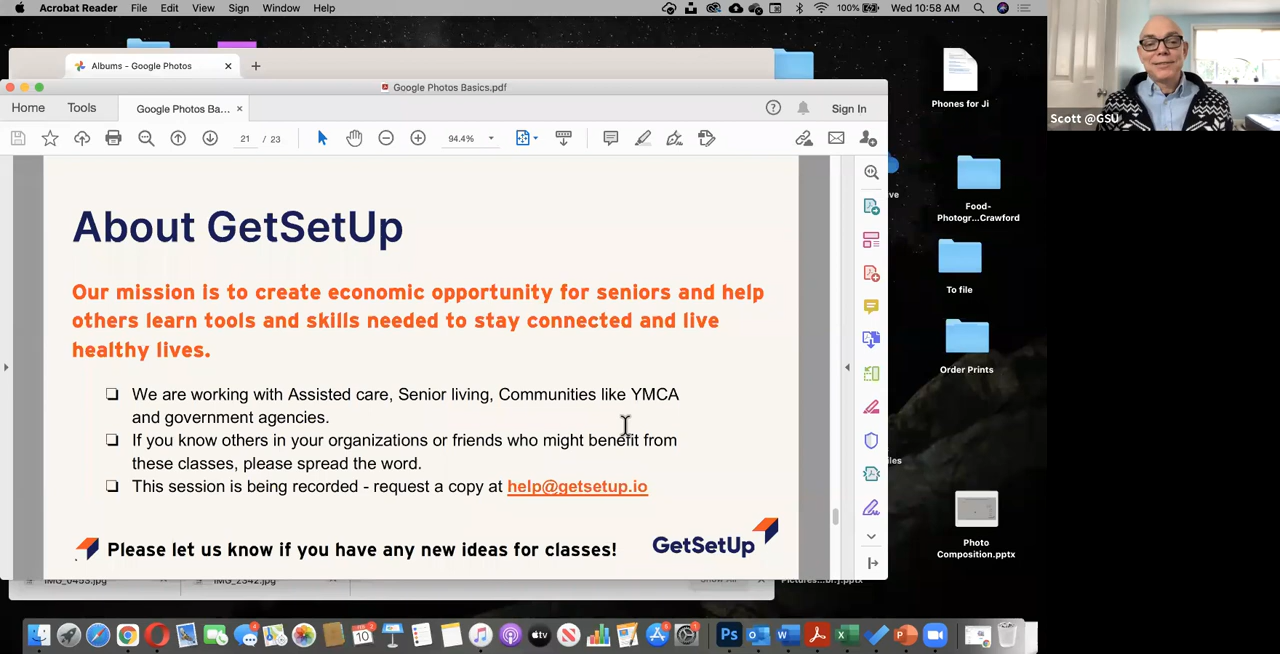 Acrobat Reader File Edit View Sign Window Help 100% Wed 10:58 AM
Albums - Google Photos
Google Photos Basics.pdf
Home Tools Google Photos Ba... Sign In
21 / 23 94.4%
About GetSetUp
Our mission is to create economic opportunity for seniors and help
others learn tools and skills needed to stay connected and live
healthy lives.
We are working with Assisted care, Senior living, Communities like YMCA
and government agencies.
If you know others in your organizations or friends who might benefit from
these classes, please spread the word.
This session is being recorded - request a copy at help@getsetup.io
Please let us know if you have any new ideas for classes!
GetSetUp
IMG_2342.jpg
Show All
Scott @GSU
Phones for Ji
Food-
Photogr...Crawford
To file
Order Prints
Photo
Composition.pptx